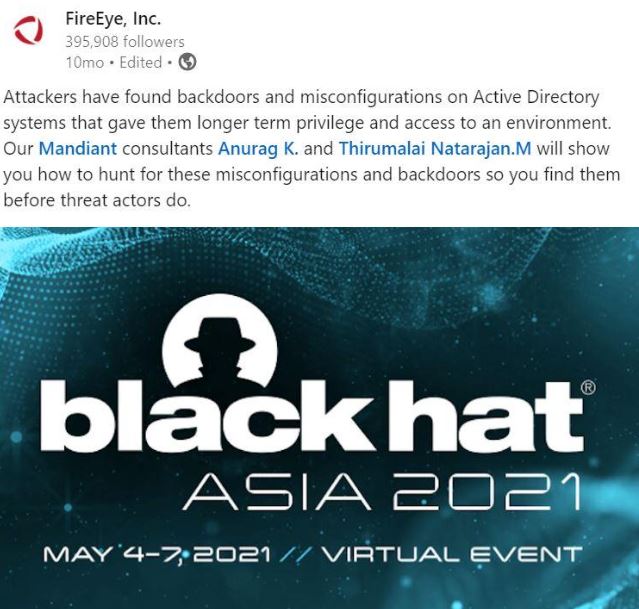 FireEye, Inc.
395,908 followers
10mo • Edited •
Attackers have found backdoors and misconfigurations on Active Directory
systems that gave them longer term privilege and access to an environment.
Our Mandiant consultants Anurag K. and Thirumalai Natarajan.M will show
you how to hunt for these misconfigurations and backdoors so you find them
before threat actors do.
black hat®
ASIA 2021
MAY 4-7, 2021 // VIRTUAL EVENT